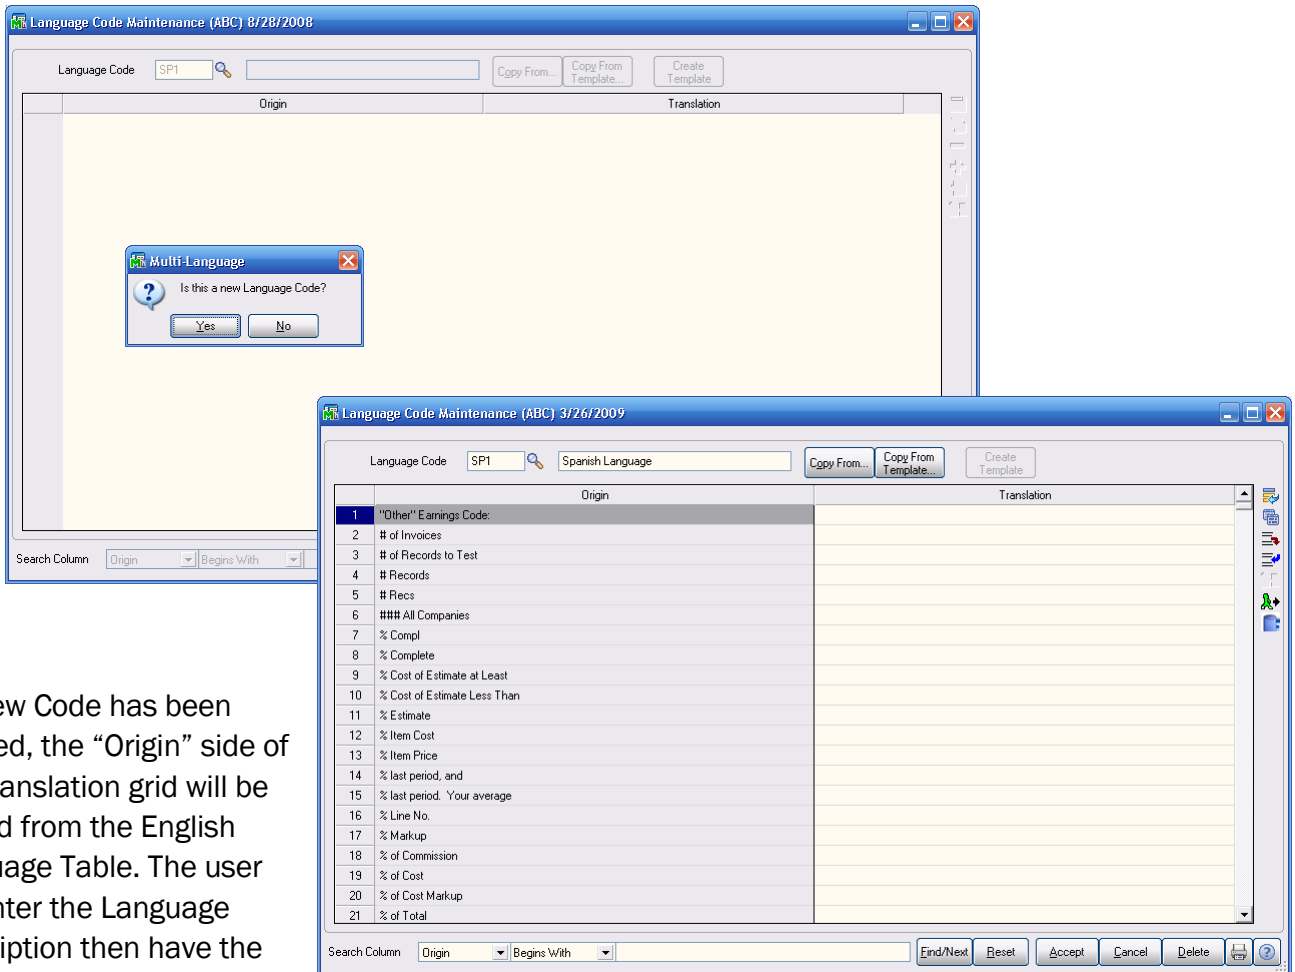 Language Code Maintenance (ABC) 8/28/2008
Language Code SP1 Copy From... Copy From Template... Create Template
Origin Translation
Multi-Language
Is this a new Language Code?
Yes No
Search Column Origin Begins With
Language Code Maintenance (ABC) 3/26/2009
Language Code SP1 Spanish Language Copy From... Copy From Template... Create Template
Origin Translation
1 "Other" Earnings Code:
2 # of Invoices
3 # of Records to Test
4 # Records
5 # Recs
6 ### All Companies
7 % Compl
8 % Complete
9 % Cost of Estimate at Least
10 % Cost of Estimate Less Than
11 % Estimate
12 % Item Cost
13 % Item Price
14 % last period, and
15 % last period.  Your average
16 % Line No.
17 % Markup
18 % of Commission
19 % of Cost
20 % of Cost Markup
21 % of Total
Search Column Origin Begins With Find/Next Reset Accept Cancel Delete
ew Code has been
ed, the “Origin” side of
anslation grid will be
d from the English
uage Table. The user
nter the Language
ription then have the